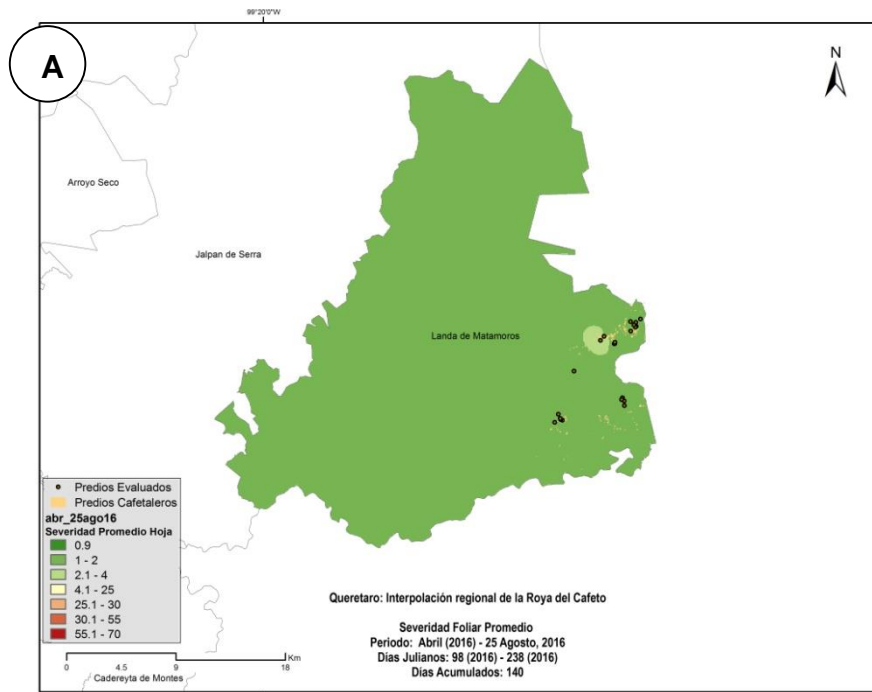 99°20'0"W
A
N
Arroyo Seco
Jalpan de Serra
Landa de Matamoros
Predios Evaluados
Predios Cafetaleros
abr_25ago16
Severidad Promedio Hoja
0.9
1 - 2
2.1 - 4
4.1 - 25
25.1 - 30
30.1 - 55
55.1 - 70
Queretaro: Interpolación regional de la Roya del Cafeto
Severidad Foliar Promedio
Periodo: Abril (2016) - 25 Agosto, 2016
Días Julianos: 98 (2016) - 238 (2016)
Días Acumulados: 140
Km
0 4.5 9 18
Cadereyta de Montes